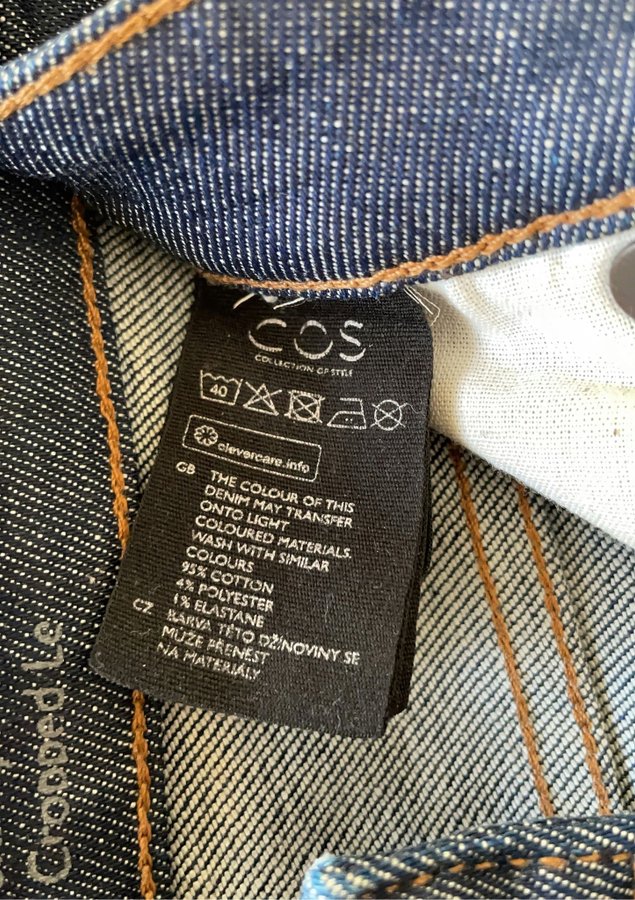 COS
COLLECTION OF STYLE
40
clevercare.info
GB THE COLOUR OF THIS
DENIM MAY TRANSFER
ONTO LIGHT
COLOURED MATERIALS.
WASH WITH SIMILAR
COLOURS
95% COTTON
4% POLYESTER
1% ELASTANE
CZ BARVA TÉTO DŽÍNOVINY SE
MŮŽE PŘENÉST
NA MATERIÁLY
Cropped Le